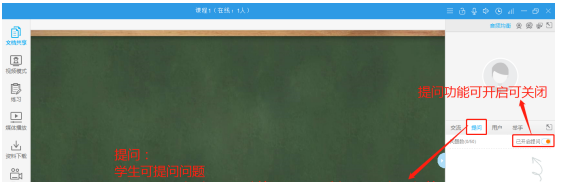 课程1(在线:1人)
文档共享
视频模式
练习
媒体播放
资料下载
提问:
学生可提问问题
提问功能可开启可关闭
交流 提问 用户 举手
已开启提问